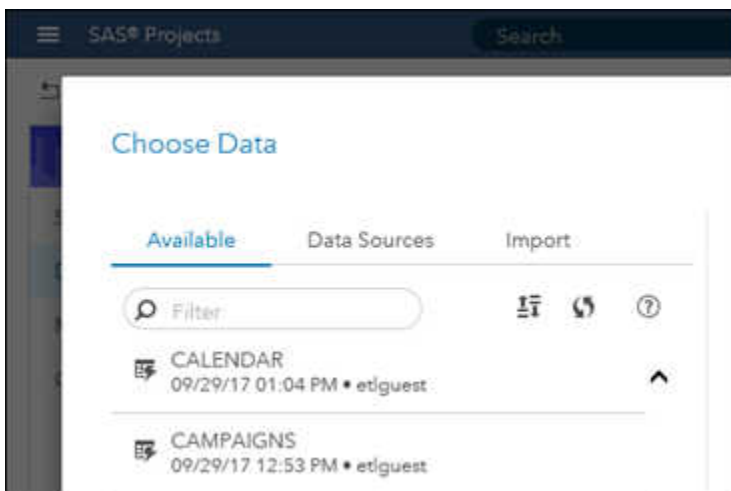 SAS® Projects
Search
Choose Data
Available Data Sources Import
Filter
CALENDAR
09/29/17 01:04 PM • etlguest
CAMPAIGNS
09/29/17 12:53 PM • etlguest